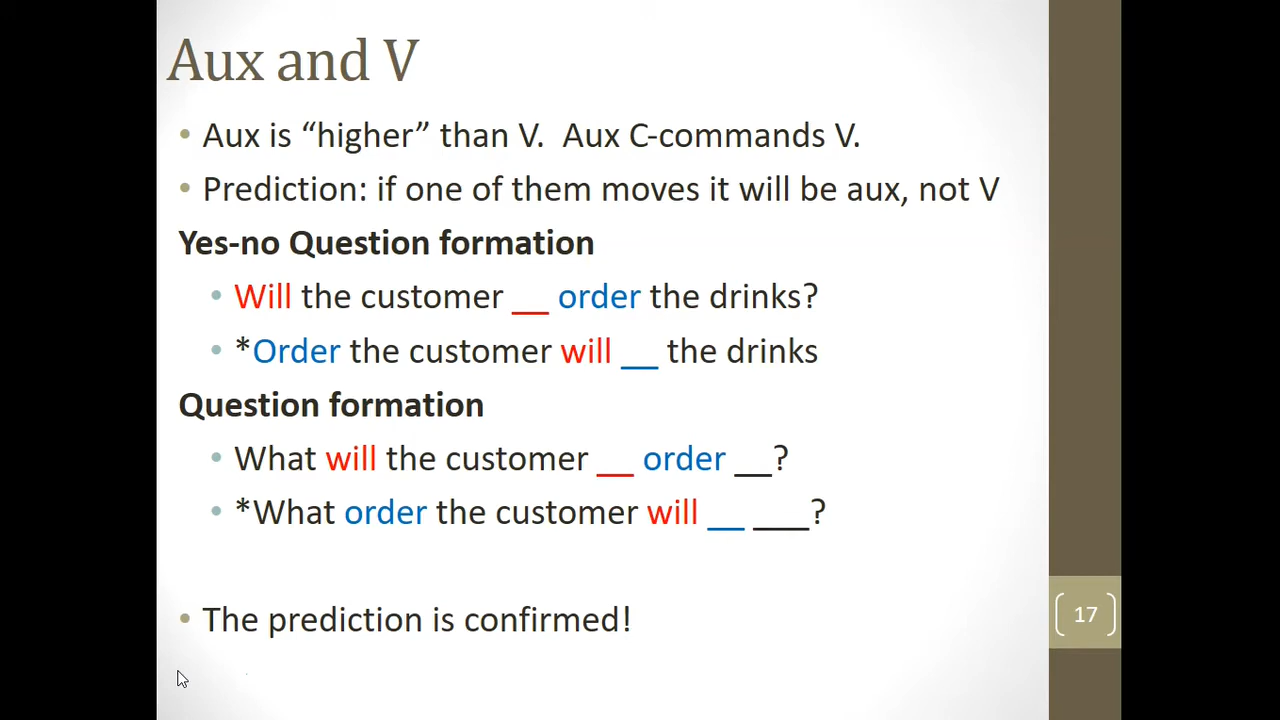 Aux and V
• Aux is “higher” than V.  Aux C-commands V.
• Prediction: if one of them moves it will be aux, not V
Yes-no Question formation
• Will the customer __ order the drinks?
• *Order the customer will __ the drinks
Question formation
• What will the customer __ order __?
• *What order the customer will __ ___?
• The prediction is confirmed!
17